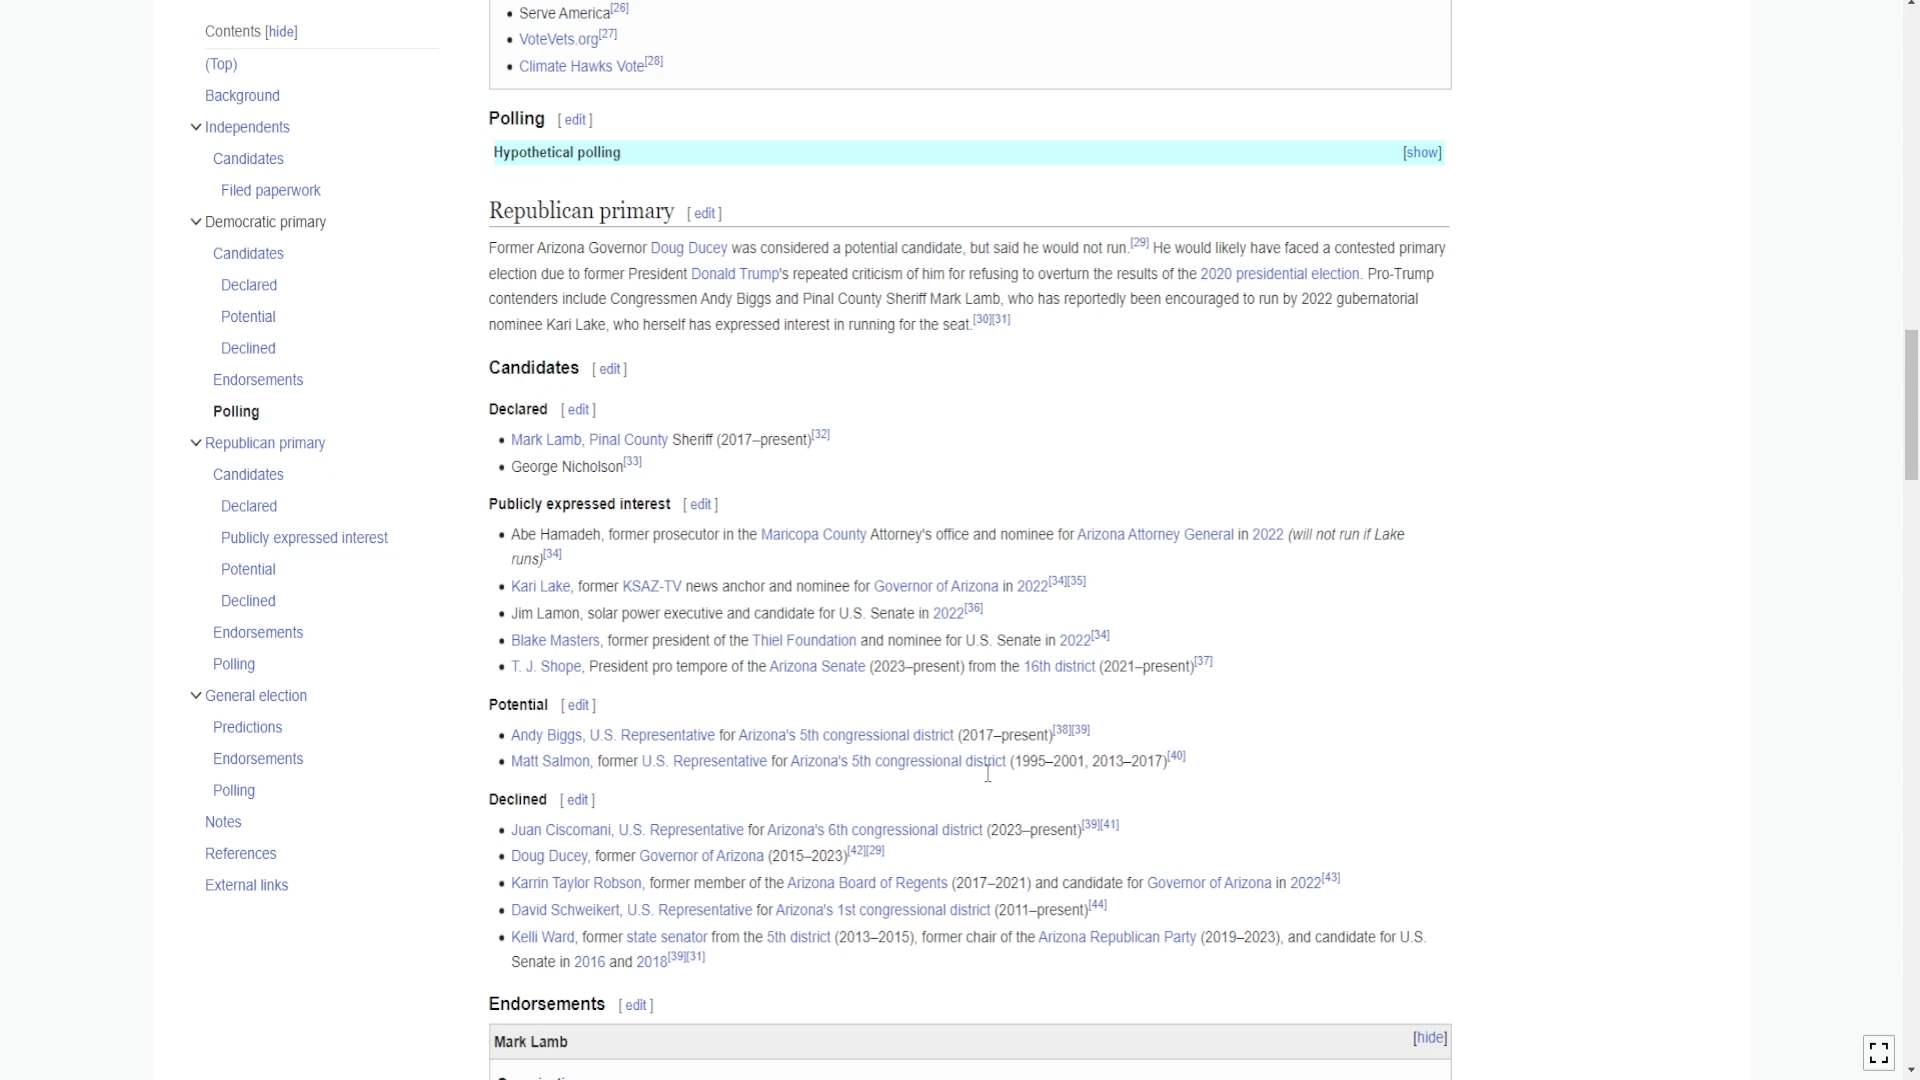 Contents [hide]
(Top)
Background
Independents
Candidates
Filed paperwork
Democratic primary
Candidates
Declared
Potential
Declined
Endorsements
Polling
Republican primary
Candidates
Declared
Publicly expressed interest
Potential
Declined
Endorsements
Polling
General election
Predictions
Endorsements
Polling
Notes
References
External links
• Serve America[26]
• VoteVets.org[27]
• Climate Hawks Vote[28]
Polling [ edit ]
Hypothetical polling [show]
Republican primary [ edit ]
Former Arizona Governor Doug Ducey was considered a potential candidate, but said he would not run.[29] He would likely have faced a contested primary
election due to former President Donald Trump's repeated criticism of him for refusing to overturn the results of the 2020 presidential election. Pro-Trump
contenders include Congressmen Andy Biggs and Pinal County Sheriff Mark Lamb, who has reportedly been encouraged to run by 2022 gubernatorial
nominee Kari Lake, who herself has expressed interest in running for the seat.[30][31]
Candidates [ edit ]
Declared [ edit ]
• Mark Lamb, Pinal County Sheriff (2017–present)[32]
• George Nicholson[33]
Publicly expressed interest [ edit ]
• Abe Hamadeh, former prosecutor in the Maricopa County Attorney's office and nominee for Arizona Attorney General in 2022 (will not run if Lake
runs)[34]
• Kari Lake, former KSAZ-TV news anchor and nominee for Governor of Arizona in 2022[34][35]
• Jim Lamon, solar power executive and candidate for U.S. Senate in 2022[36]
• Blake Masters, former president of the Thiel Foundation and nominee for U.S. Senate in 2022[34]
• T. J. Shope, President pro tempore of the Arizona Senate (2023–present) from the 16th district (2021–present)[37]
Potential [ edit ]
• Andy Biggs, U.S. Representative for Arizona's 5th congressional district (2017–present)[38][39]
• Matt Salmon, former U.S. Representative for Arizona's 5th congressional district (1995–2001, 2013–2017)[40]
Declined [ edit ]
• Juan Ciscomani, U.S. Representative for Arizona's 6th congressional district (2023–present)[39][41]
• Doug Ducey, former Governor of Arizona (2015–2023)[42][29]
• Karrin Taylor Robson, former member of the Arizona Board of Regents (2017–2021) and candidate for Governor of Arizona in 2022[43]
• David Schweikert, U.S. Representative for Arizona's 1st congressional district (2011–present)[44]
• Kelli Ward, former state senator from the 5th district (2013–2015), former chair of the Arizona Republican Party (2019–2023), and candidate for U.S.
Senate in 2016 and 2018[39][31]
Endorsements [ edit ]
Mark Lamb [hide]